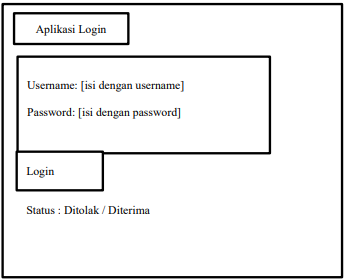 Aplikasi Login
Username: [isi dengan username]
Password: [isi dengan password]
Login
Status : Ditolak / Diterima